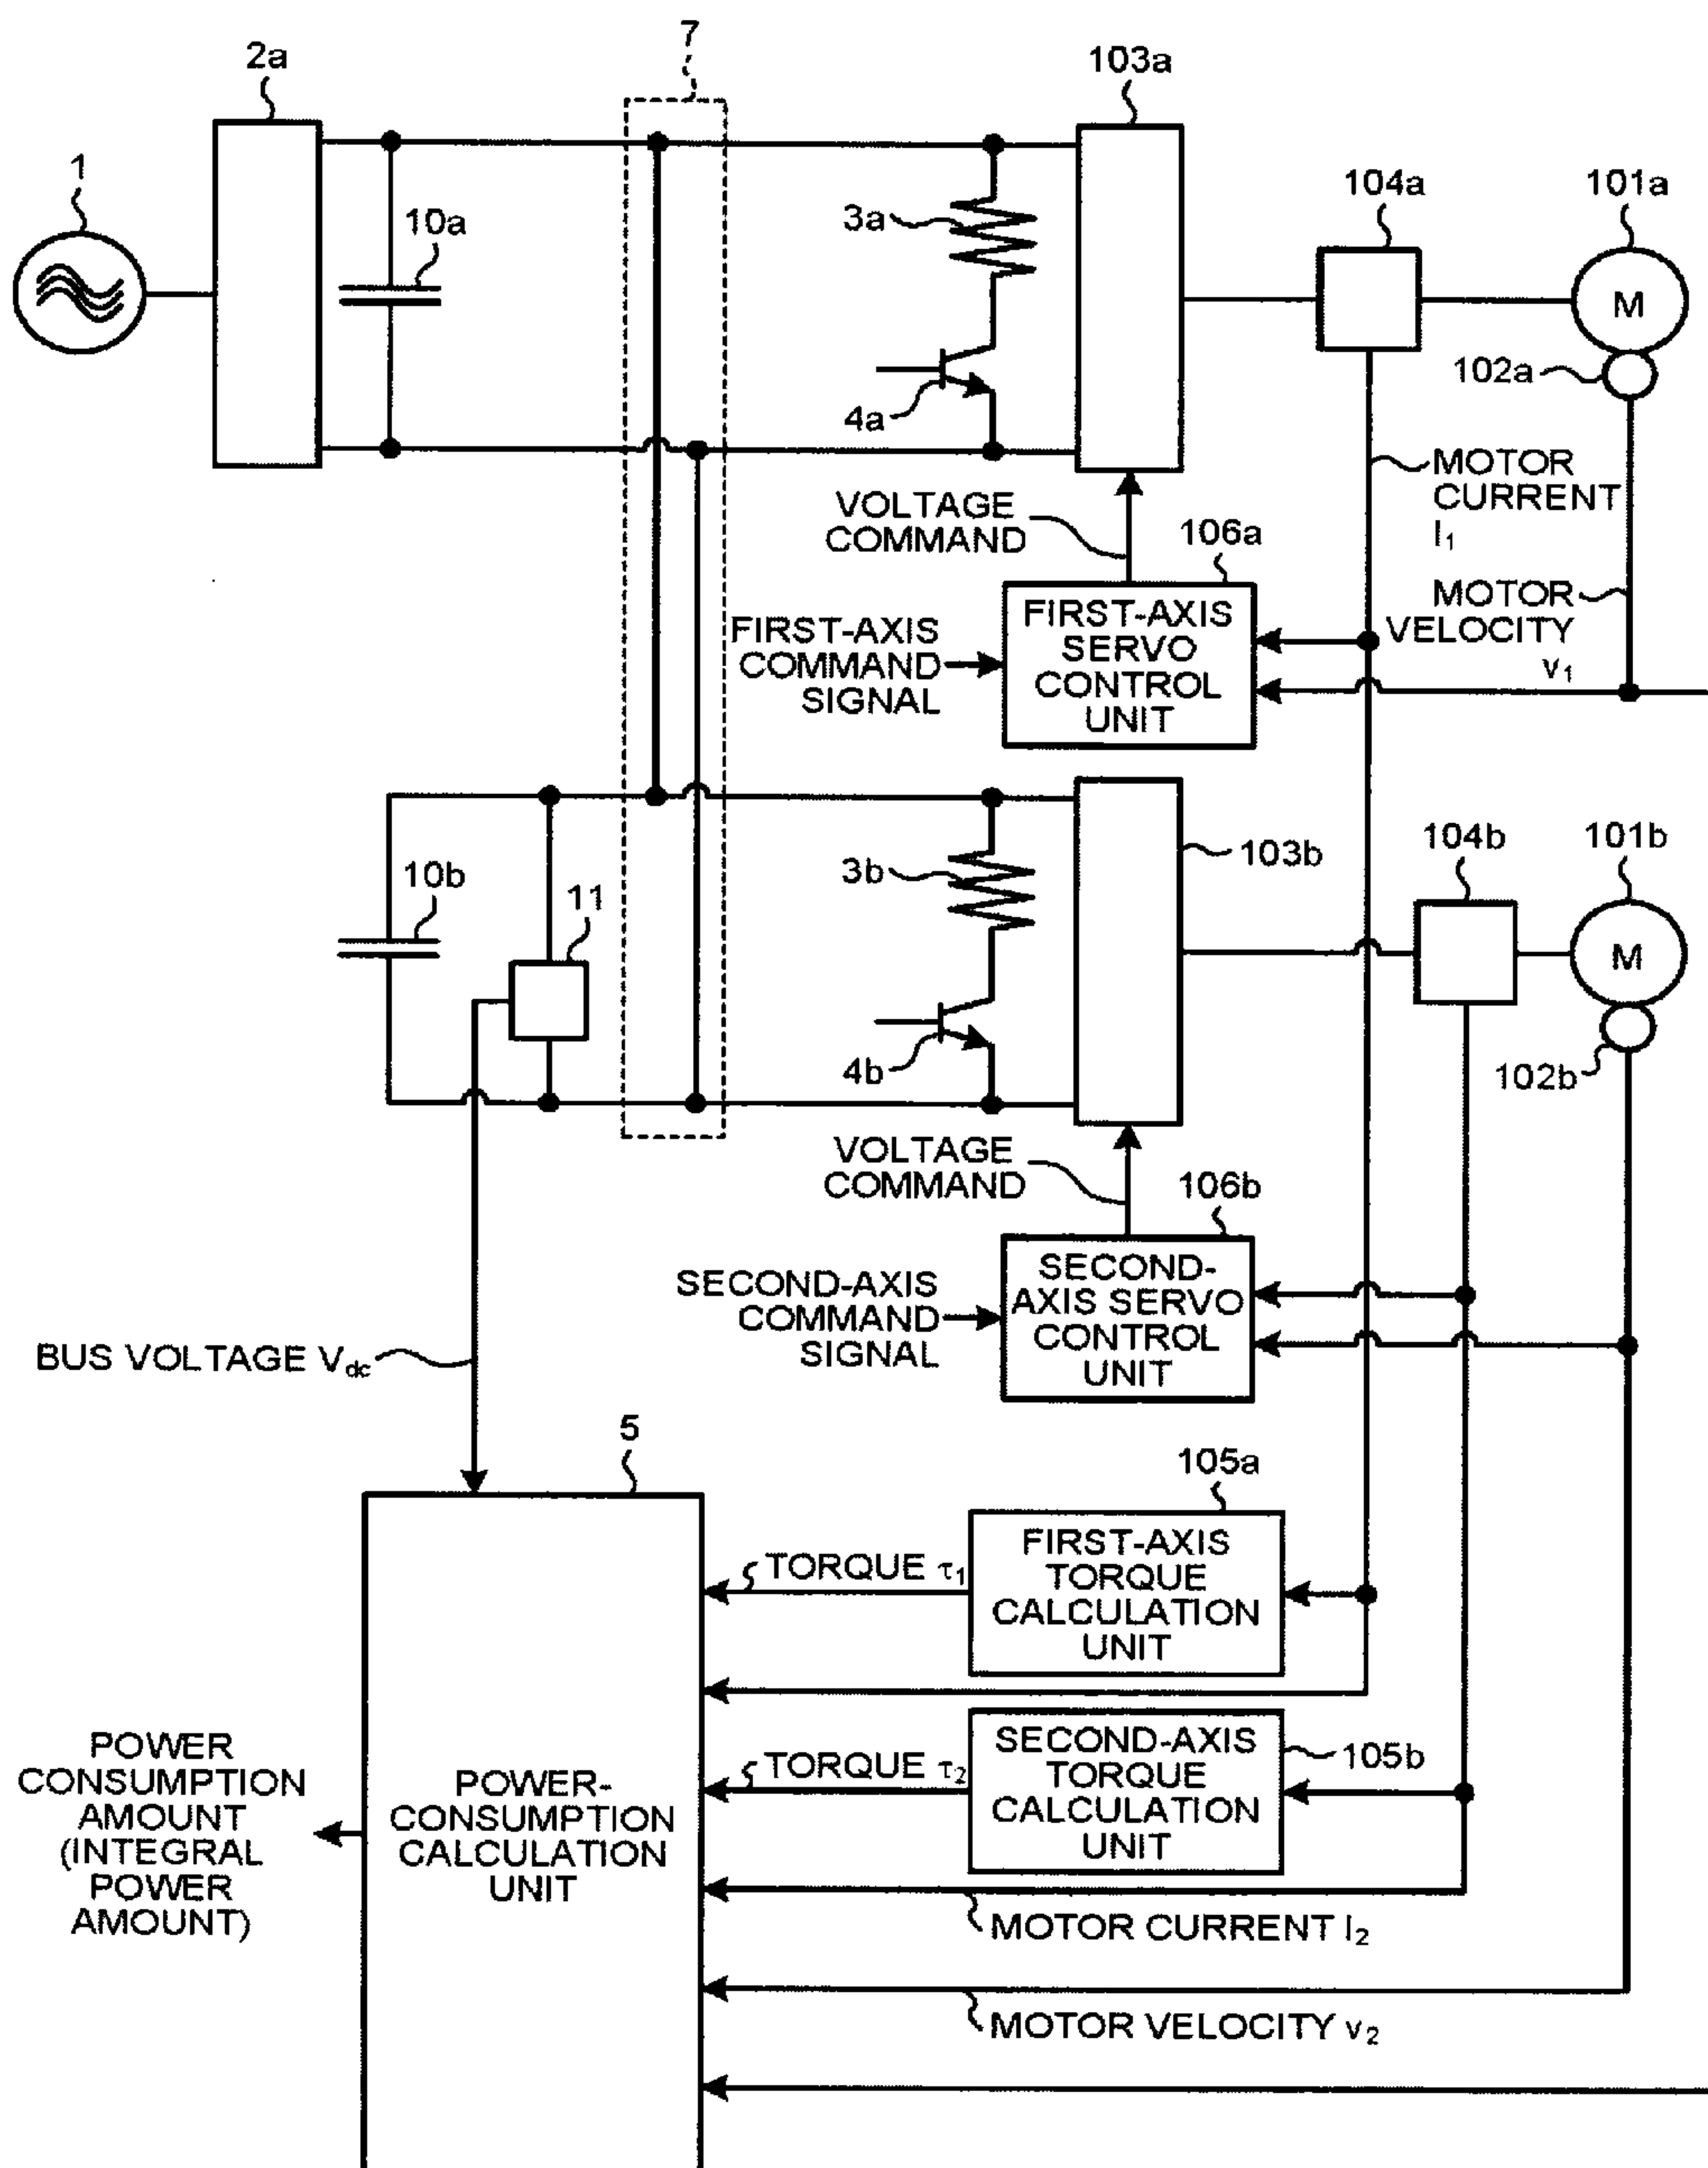 7
2a
103a
1
104a
101a
10a
3a
M
102a
4a
MOTOR
CURRENT
I1
VOLTAGE
COMMAND
106a
MOTOR
VELOCITY
v1
FIRST-AXIS
COMMAND
SIGNAL
FIRST-AXIS
SERVO
CONTROL
UNIT
104b
101b
103b
10b
3b
11
M
4b
102b
VOLTAGE
COMMAND
106b
SECOND-AXIS
COMMAND
SIGNAL
SECOND-
AXIS SERVO
CONTROL
UNIT
BUS VOLTAGE Vdc
5
105a
TORQUE τ1
FIRST-AXIS
TORQUE
CALCULATION
UNIT
POWER
CONSUMPTION
AMOUNT
(INTEGRAL
POWER
AMOUNT)
POWER-
CONSUMPTION
CALCULATION
UNIT
TORQUE τ2
SECOND-AXIS
TORQUE
CALCULATION
UNIT
105b
MOTOR CURRENT I2
MOTOR VELOCITY v2